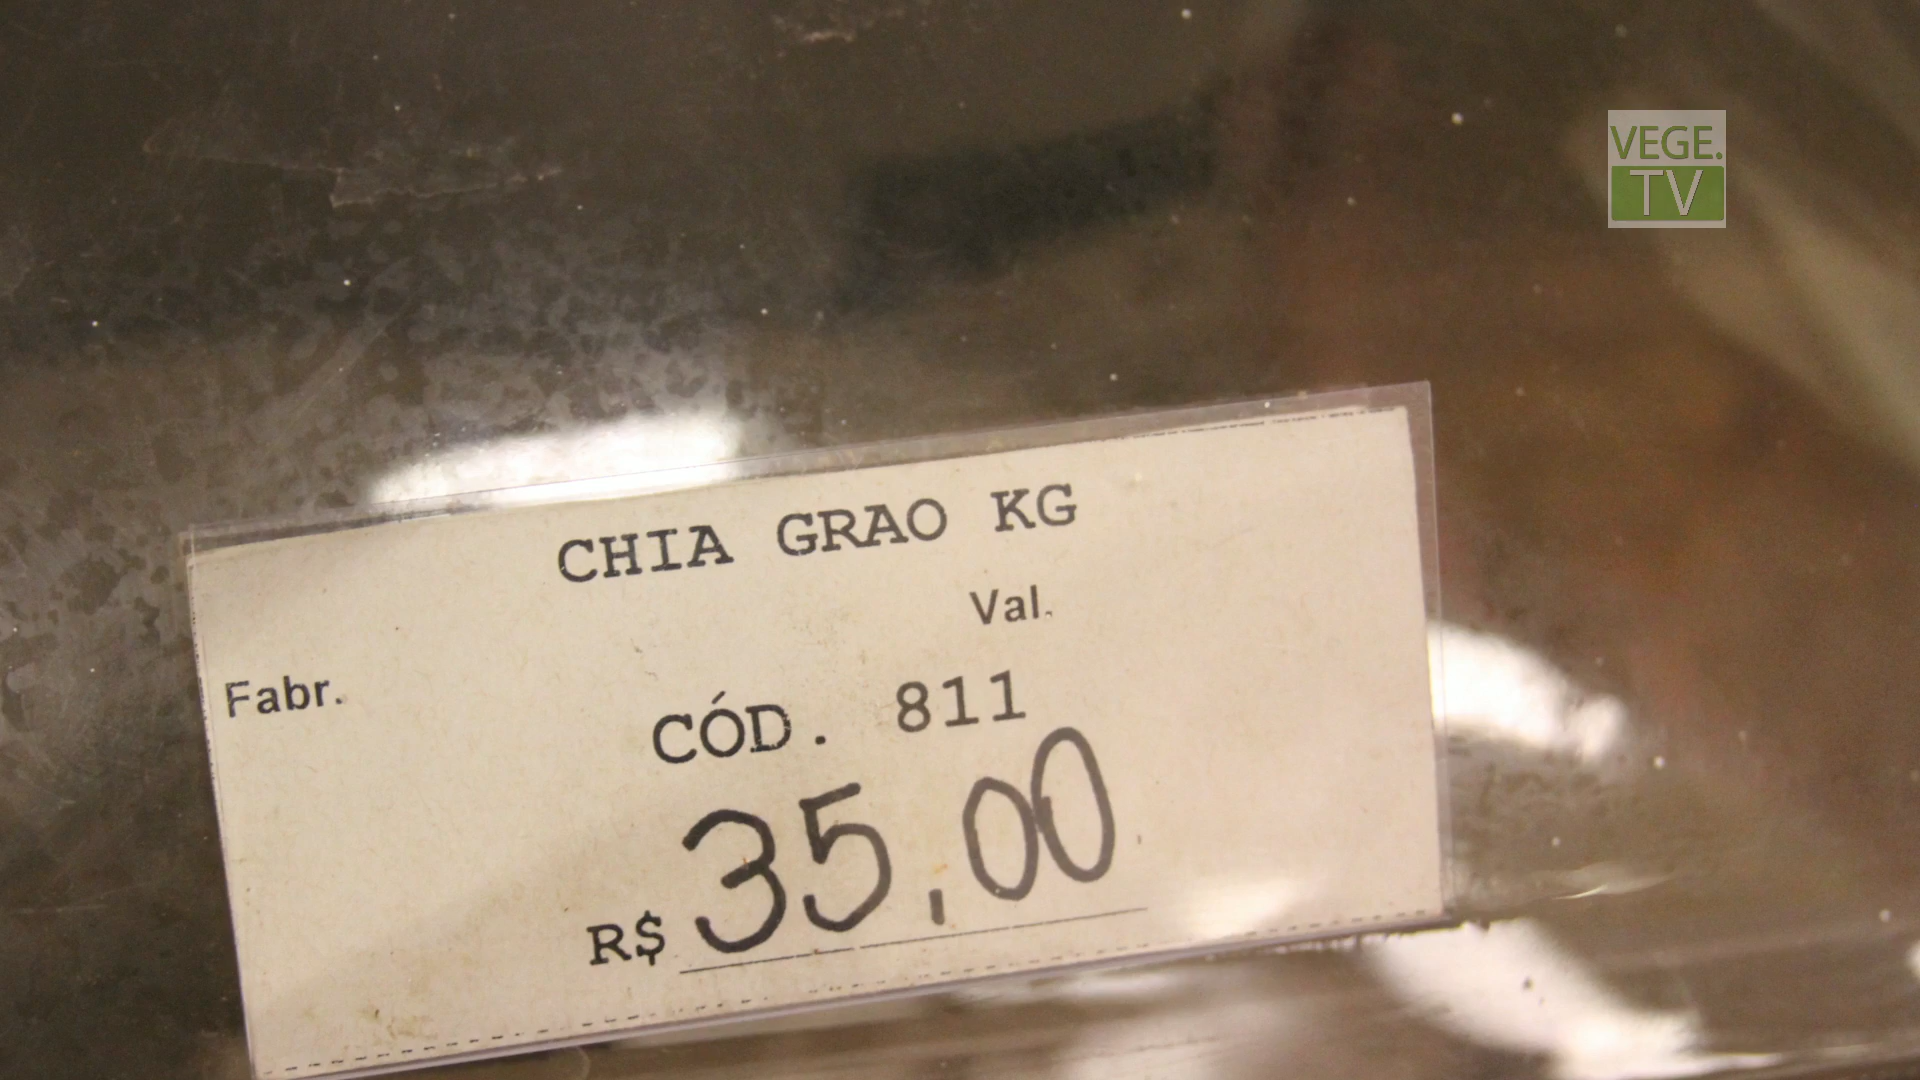 VEGE.
TV
CHIA GRAO KG
Val.
Fabr.
CÓD. 811
R$ 35,00